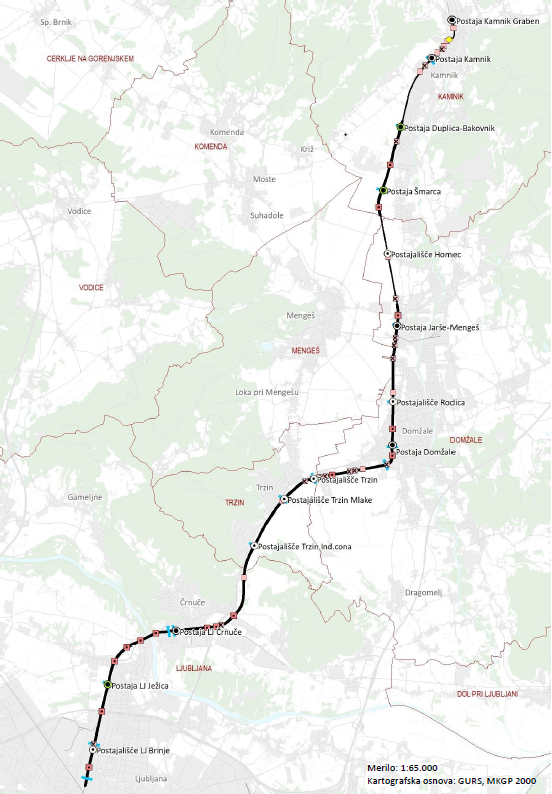 Sp. Brnik
Postaja Kamnik Graben
CERKLJE NA GORENJSKEM
Postaja Kamnik
Kamnik
KAMNIK
Postaja Duplica-Bakovnik
Komenda
KOMENDA
Križ
Moste
Postaja Šmarca
Vodice
Suhadole
Postajališče Homec
VODICE
Mengeš
Postaja Jarše-Mengeš
MENGEŠ
Loka pri Mengešu
Postajališče Rodica
Domžale
DOMŽALE
Postaja Domžale
Postajališče Trzin
Trzin
Gameljne
TRZIN
Postajališče Trzin Mlake
Postajališče Trzin Ind.cona
Dragomelj
Črnuče
Postaja LJ Črnuče
LJUBLJANA
Postaja LJ Ježica
DOL PRI LJUBLJANI
Postajališče LJ Brinje
Merilo: 1:65.000
Ljubljana
Kartografska osnova: GURS, MKGP 2000